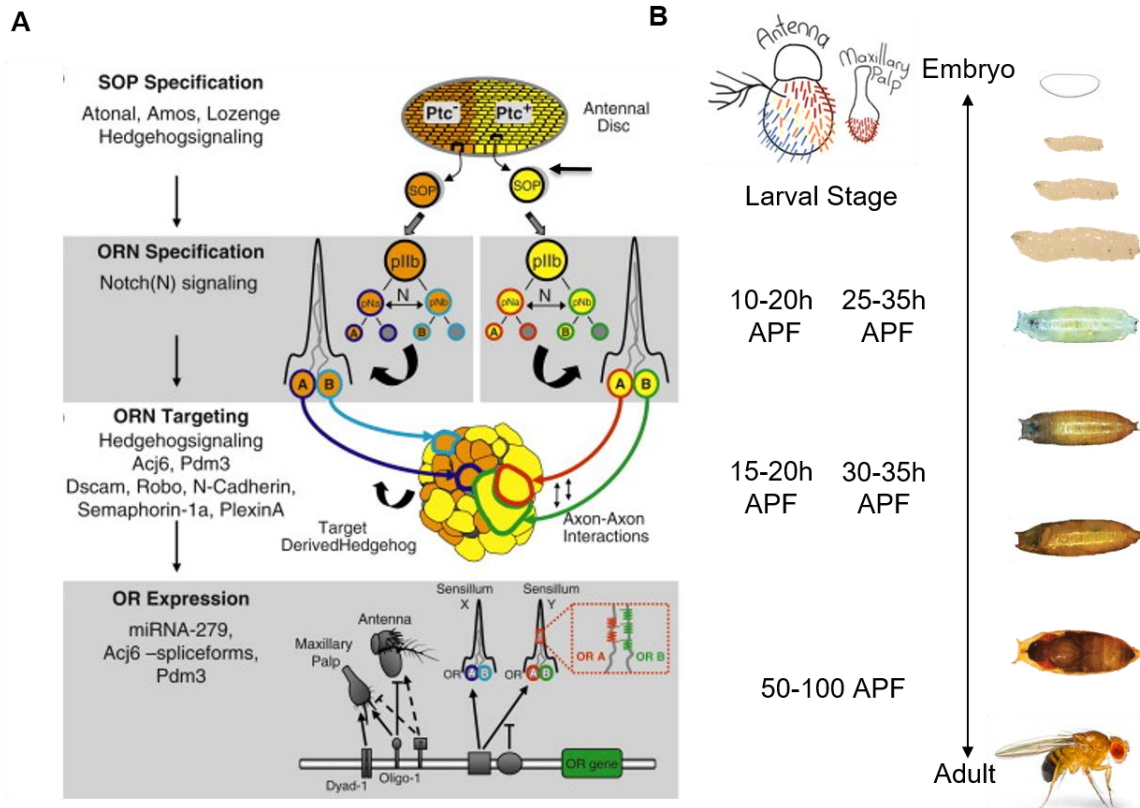 A
SOP Specification
Atonal, Amos, Lozenge
Hedgehogsignaling
Ptc-
Ptc+
Antennal
Disc
SOP
SOP
ORN Specification
Notch(N) signaling
pIIb
pNa
N
pNb
A
B
A
B
pIIb
pNa
N
pNb
A
B
A
B
ORN Targeting
Hedgehogsignaling
Acj6, Pdm3
Dscam, Robo, N-Cadherin,
Semaphorin-1a, PlexinA
Target
DerivedHedgehog
Axon-Axon
Interactions
OR Expression
miRNA-279,
Acj6 –spliceforms,
Pdm3
Maxillary
Palp
Antenna
Sensillum
X
Sensillum
Y
OR
A
B
OR
A
B
OR A
OR B
Dyad-1
Oligo-1
OR gene
B
Antenna
Maxillary
Palp
Embryo
Larval Stage
10-20h
APF
25-35h
APF
15-20h
APF
30-35h
APF
50-100 APF
Adult